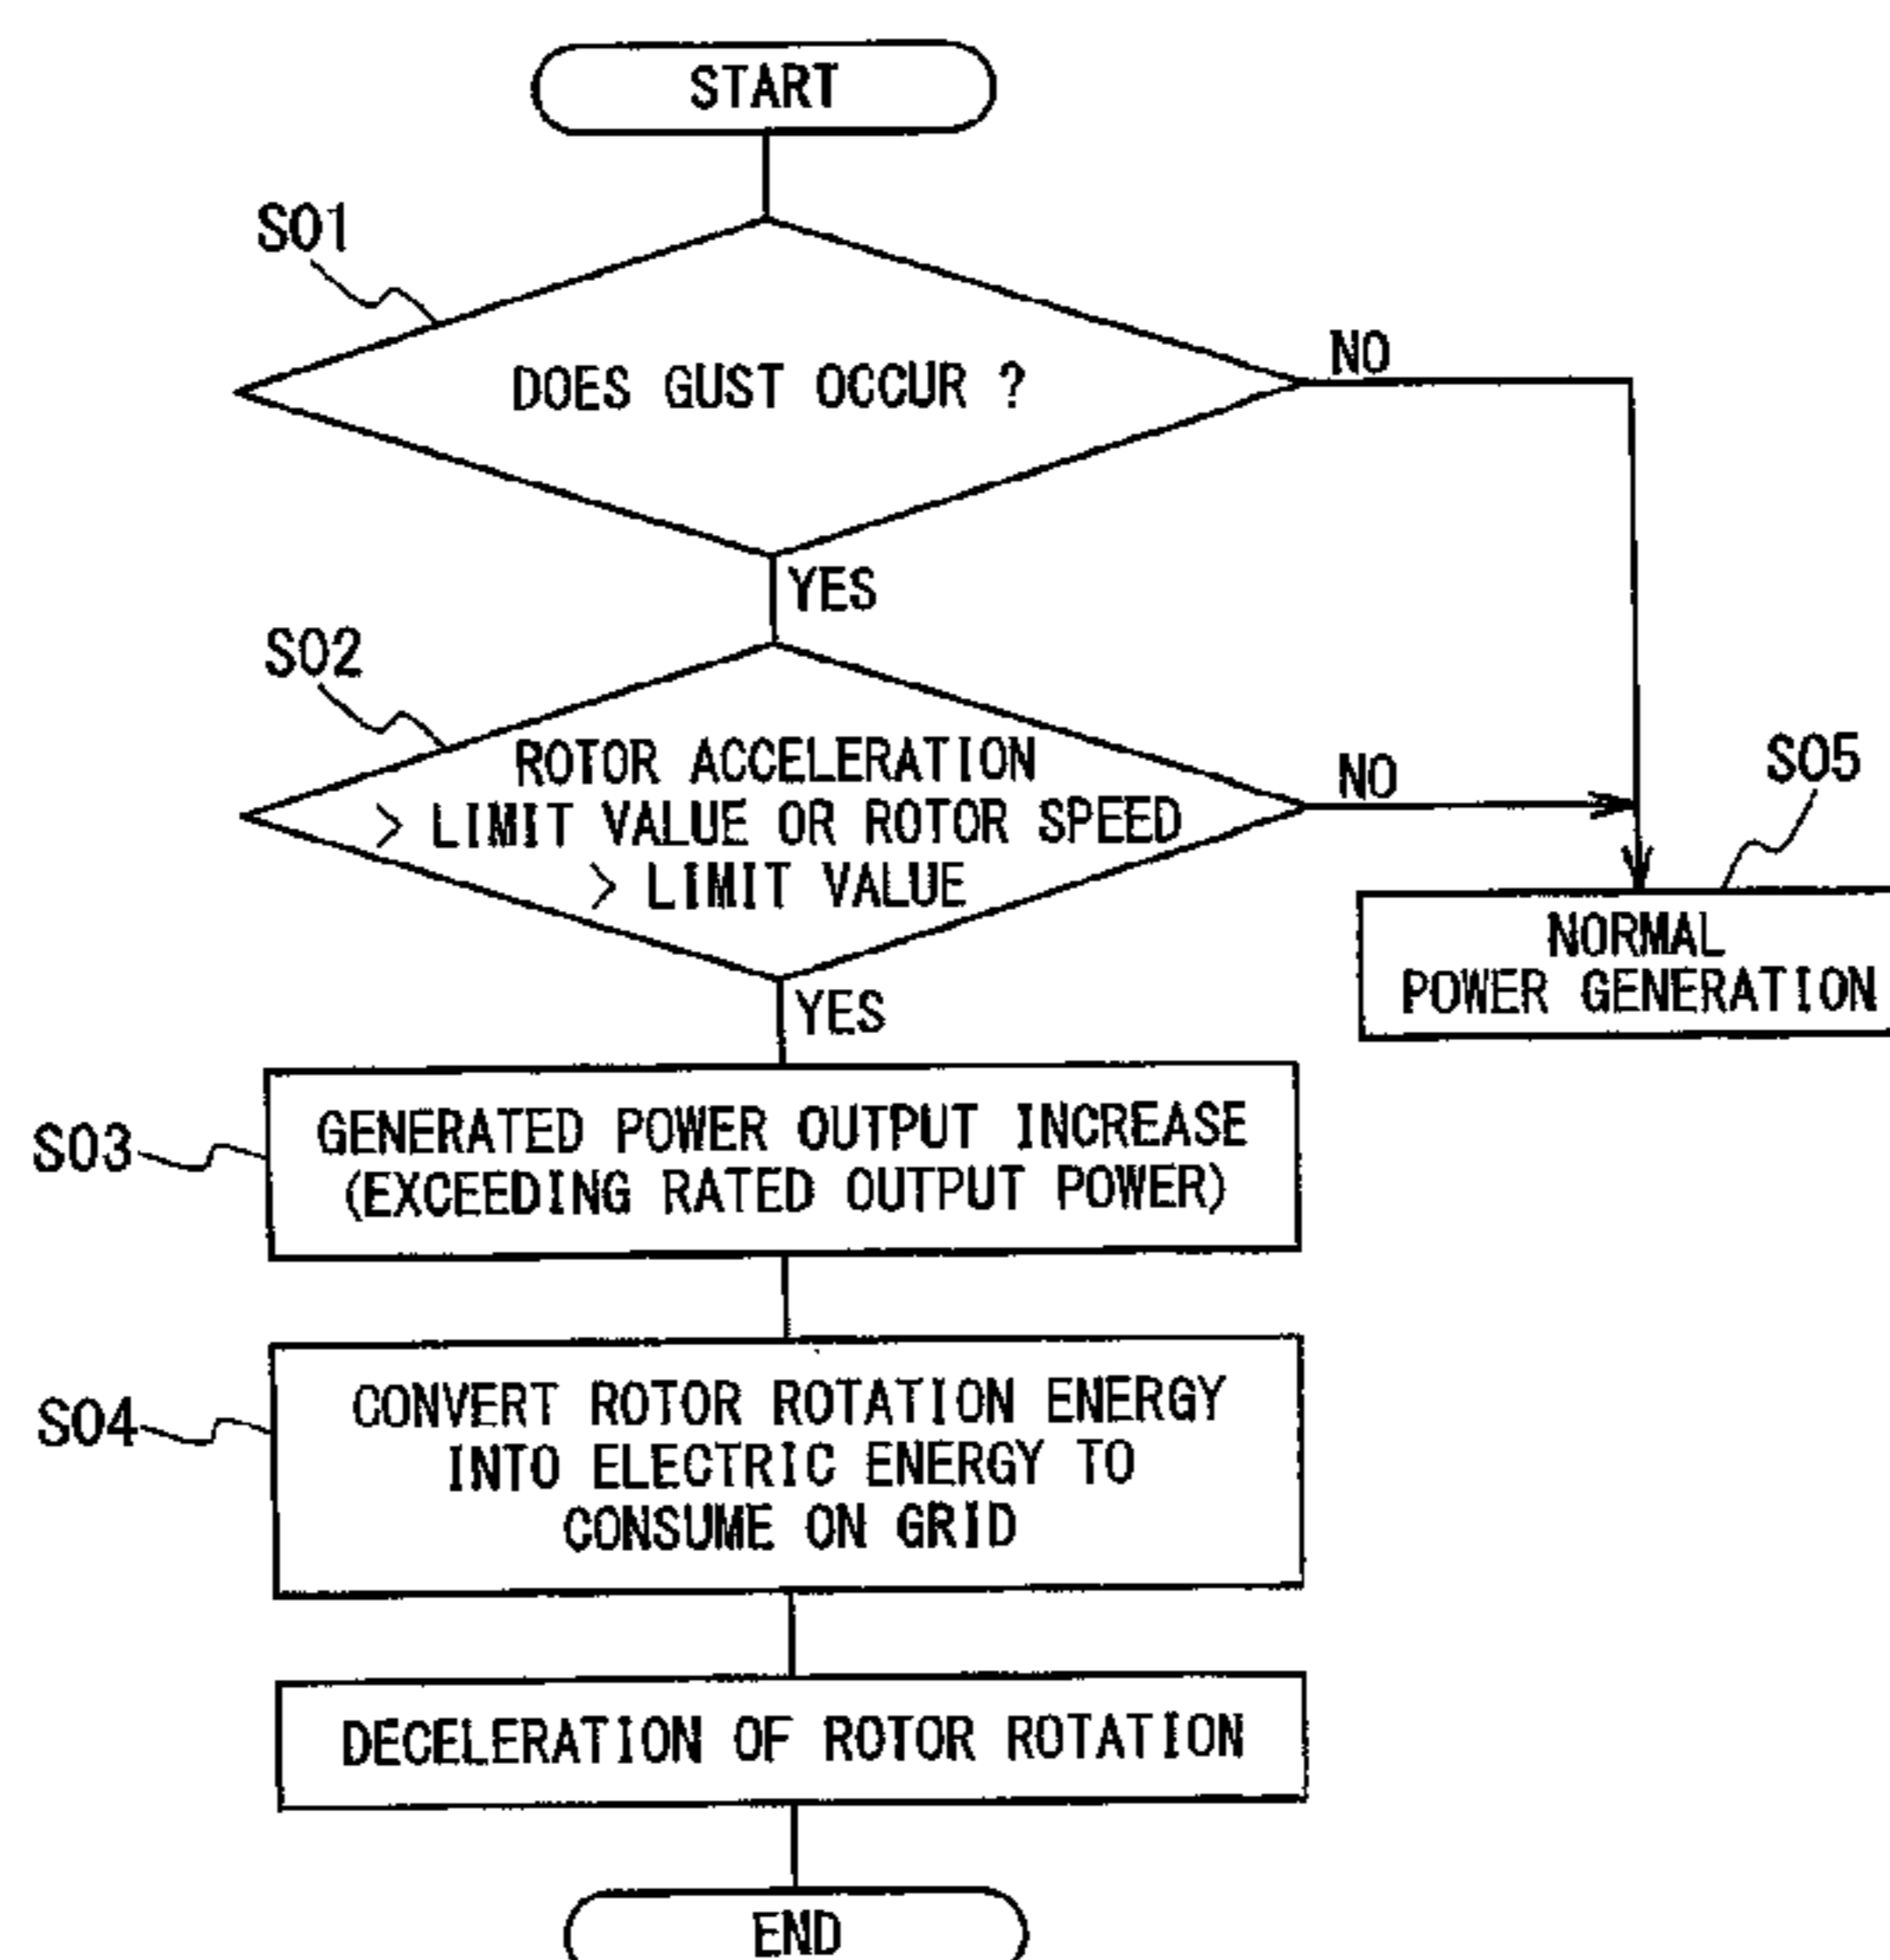 START
S01
DOES GUST OCCUR ?
NO
YES
S02
ROTOR ACCELERATION
> LIMIT VALUE OR ROTOR SPEED
> LIMIT VALUE
NO
S05
NORMAL
POWER GENERATION
YES
S03
GENERATED POWER OUTPUT INCREASE
(EXCEEDING RATED OUTPUT POWER)
S04
CONVERT ROTOR ROTATION ENERGY
INTO ELECTRIC ENERGY TO
CONSUME ON GRID
DECELERATION OF ROTOR ROTATION
END